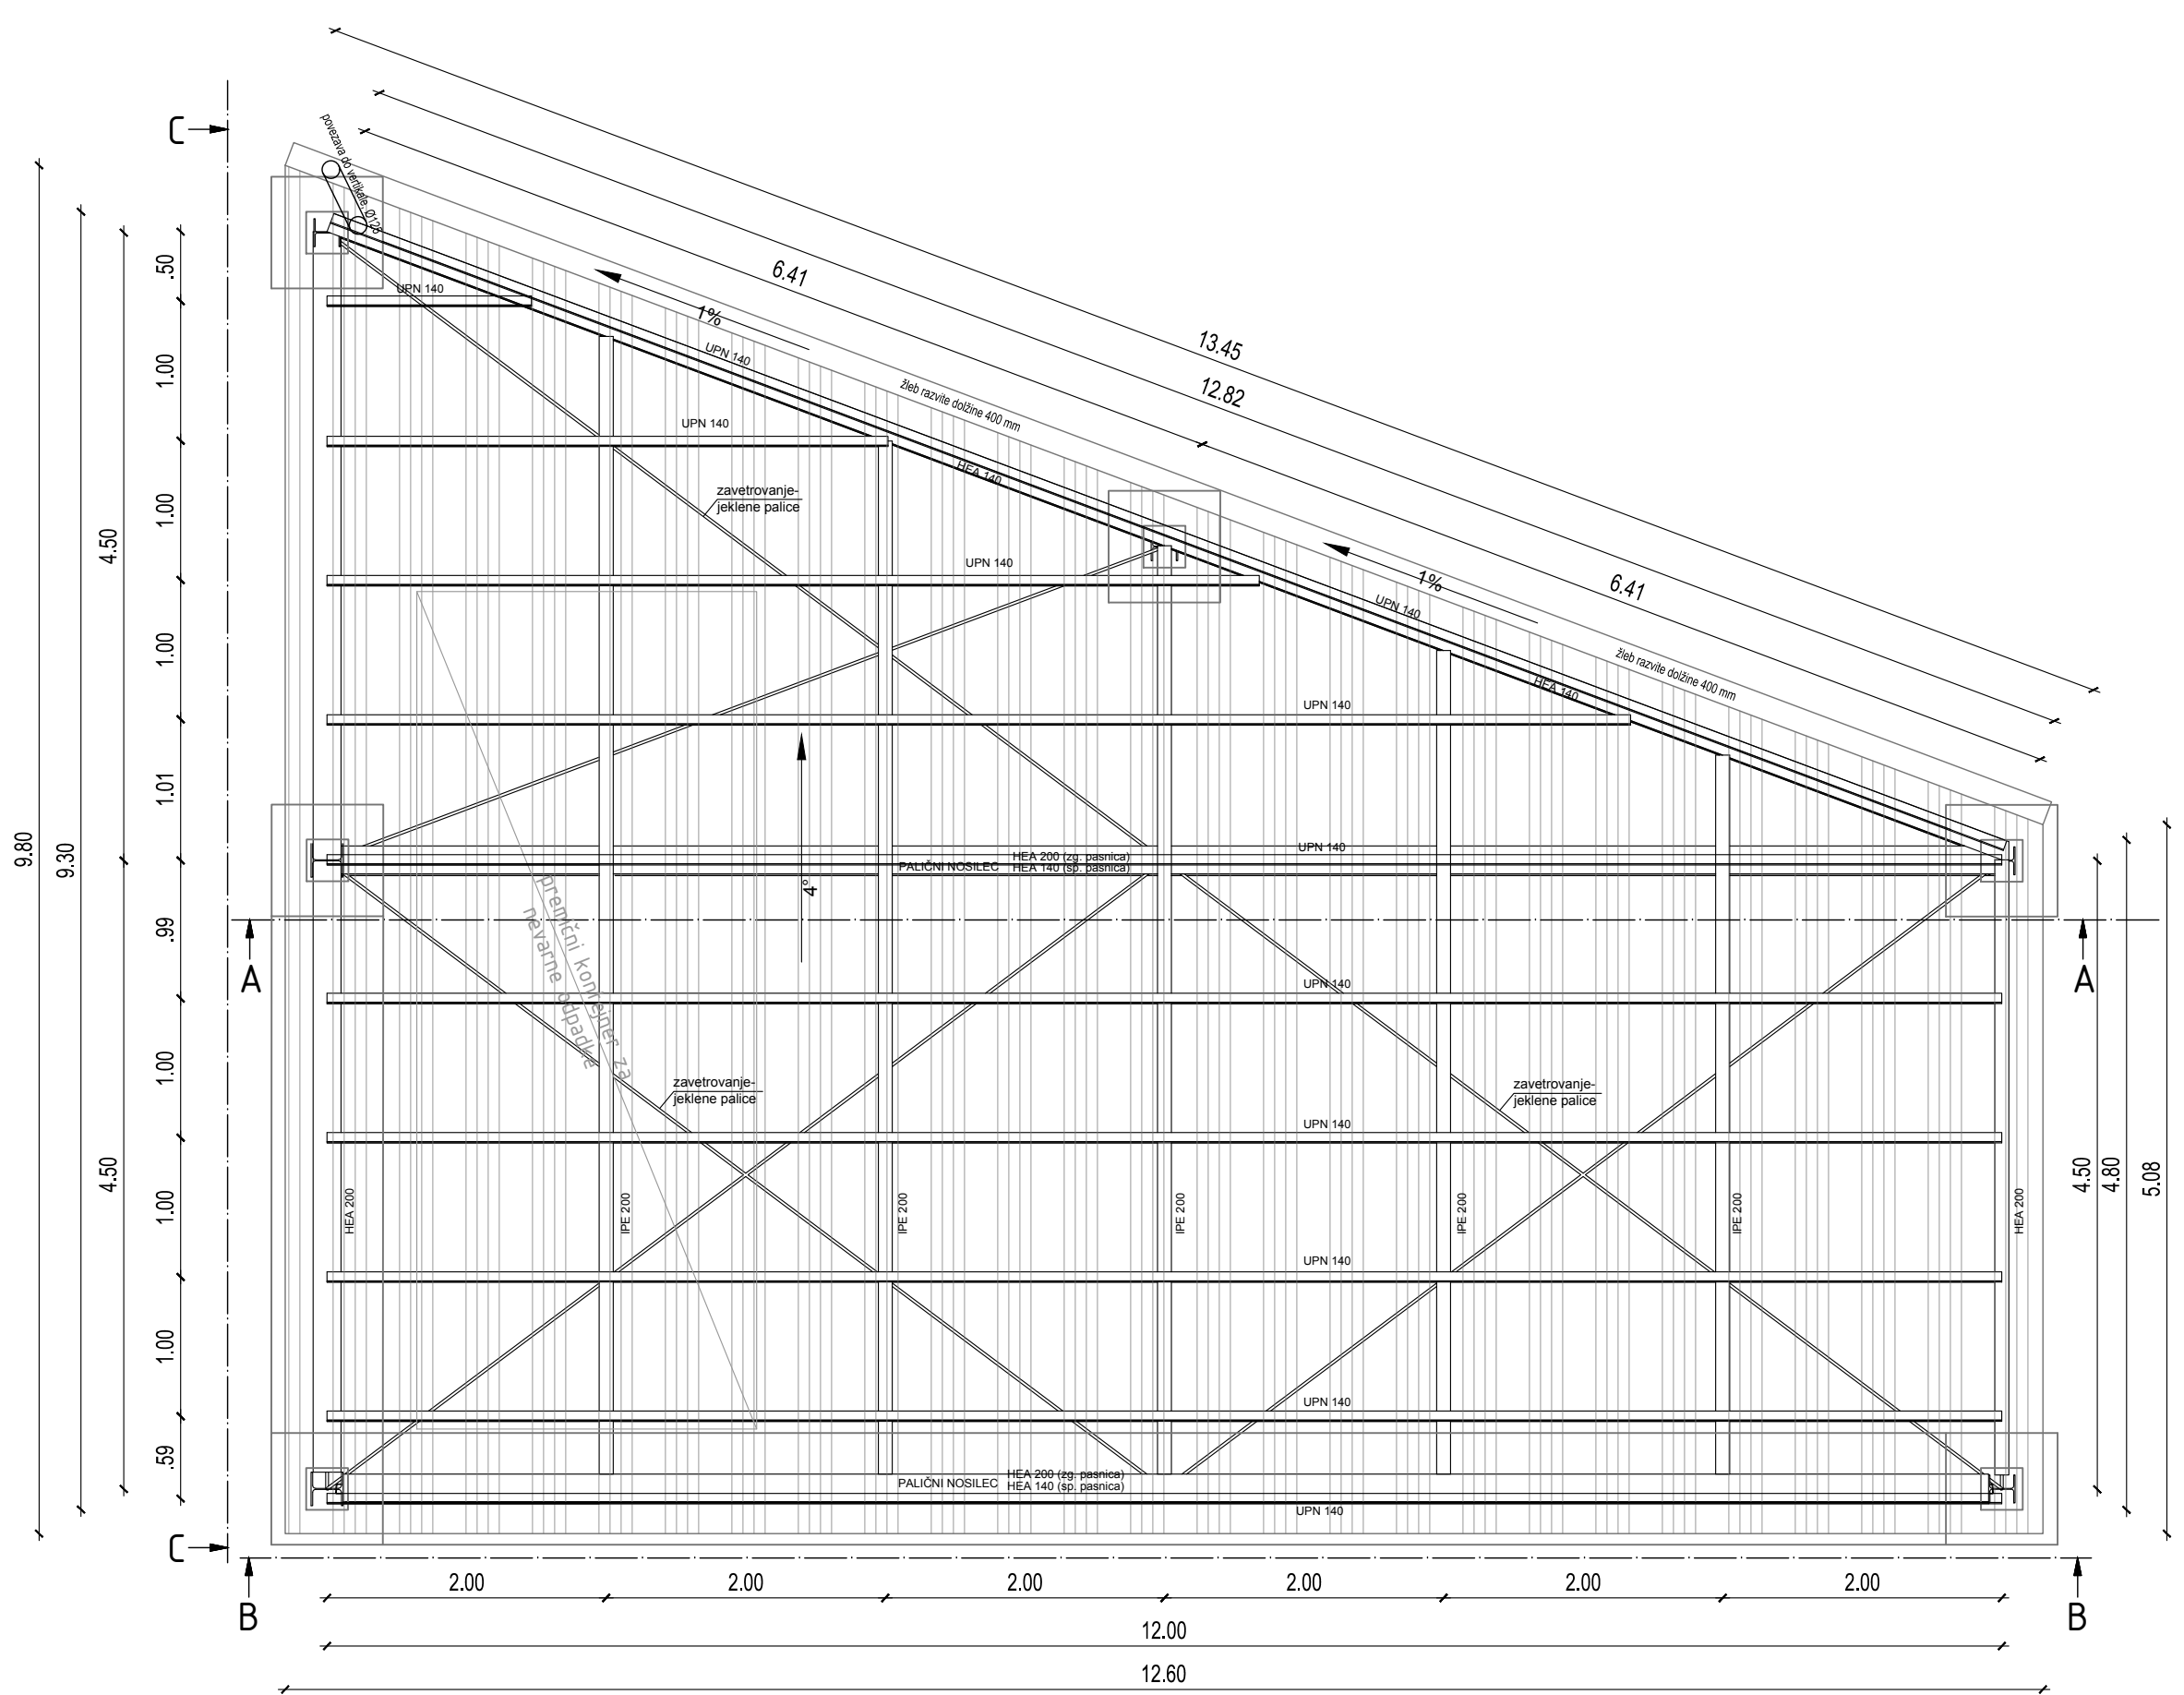 13.45
12.82
6.41
6.41
C
povezava do vertikale, Ø125
1%
1%
UPN 140
UPN 140
žleb razvite dolžine 400 mm
UPN 140
HEA 140
zavetrovanje-
jeklene palice
UPN 140
UPN 140
HEA 140
žleb razvite dolžine 400 mm
UPN 140
UPN 140
PALIČNI NOSILEC
HEA 200 (zg. pasnica)
HEA 140 (sp. pasnica)
4°
A
A
premični kontejner za
nevarne odpadke
UPN 140
zavetrovanje-
jeklene palice
zavetrovanje-
jeklene palice
UPN 140
HEA 200
IPE 200
IPE 200
IPE 200
IPE 200
IPE 200
HEA 200
UPN 140
UPN 140
PALIČNI NOSILEC
HEA 200 (zg. pasnica)
HEA 140 (sp. pasnica)
UPN 140
C
B
B
9.80
9.30
4.50
4.50
.50
1.00
1.00
1.00
1.01
.99
1.00
1.00
1.00
.59
4.50
4.80
5.08
2.00
2.00
2.00
2.00
2.00
2.00
12.00
12.60